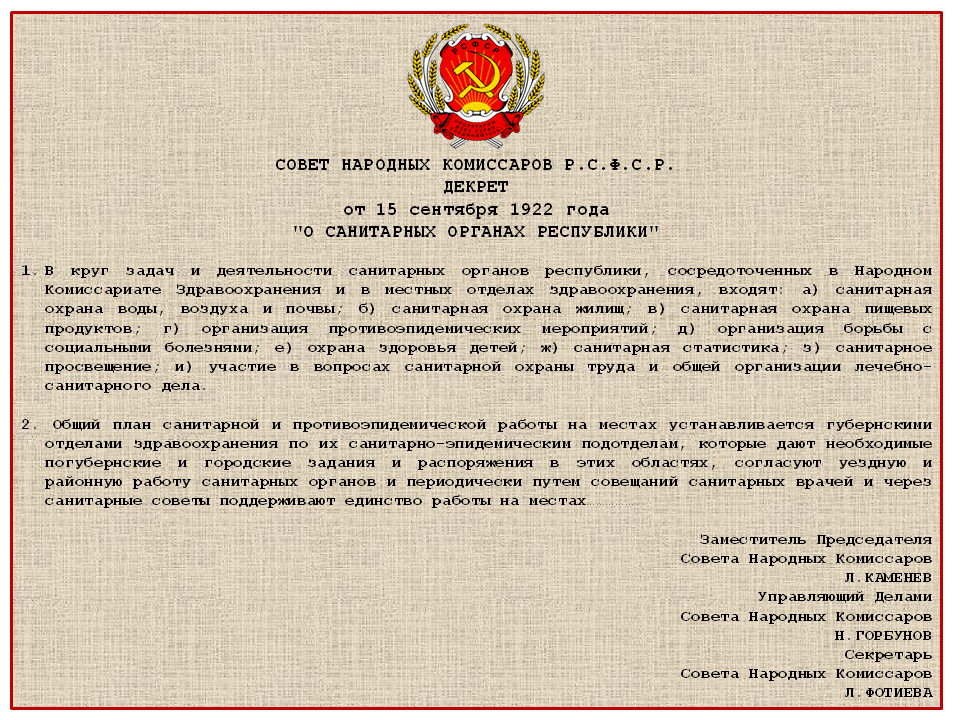 РСФСР
СОВЕТ НАРОДНЫХ КОМИССАРОВ Р.С.Ф.С.Р.
ДЕКРЕТ
от 15 сентября 1922 года
"О САНИТАРНЫХ ОРГАНАХ РЕСПУБЛИКИ"
1. В круг задач и деятельности санитарных органов республики, сосредоточенных в Народном
Комиссариате Здравоохранения и в местных отделах здравоохранения, входят: а) санитарная
охрана воды, воздуха и почвы; б) санитарная охрана жилищ; в) санитарная охрана пищевых
продуктов; г) организация противоэпидемических мероприятий; д) организация борьбы с
социальными болезнями; е) охрана здоровья детей; ж) санитарная статистика; з) санитарное
просвещение; и) участие в вопросах санитарной охраны труда и общей организации лечебно-
санитарного дела.
2. Общий план санитарной и противоэпидемической работы на местах устанавливается губернскими
отделами здравоохранения по их санитарно-эпидемическим подотделам, которые дают необходимые
погубернские и городские задания и распоряжения в этих областях, согласуют уездную и
районную работу санитарных органов и периодически путем совещаний санитарных врачей и через
санитарные советы поддерживают единство работы на местах………………
Заместитель Председателя
Совета Народных Комиссаров
Л.КАМЕНЕВ
Управляющий Делами
Совета Народных Комиссаров
Н.ГОРБУНОВ
Секретарь
Совета Народных Комиссаров
Л.ФОТИЕВА